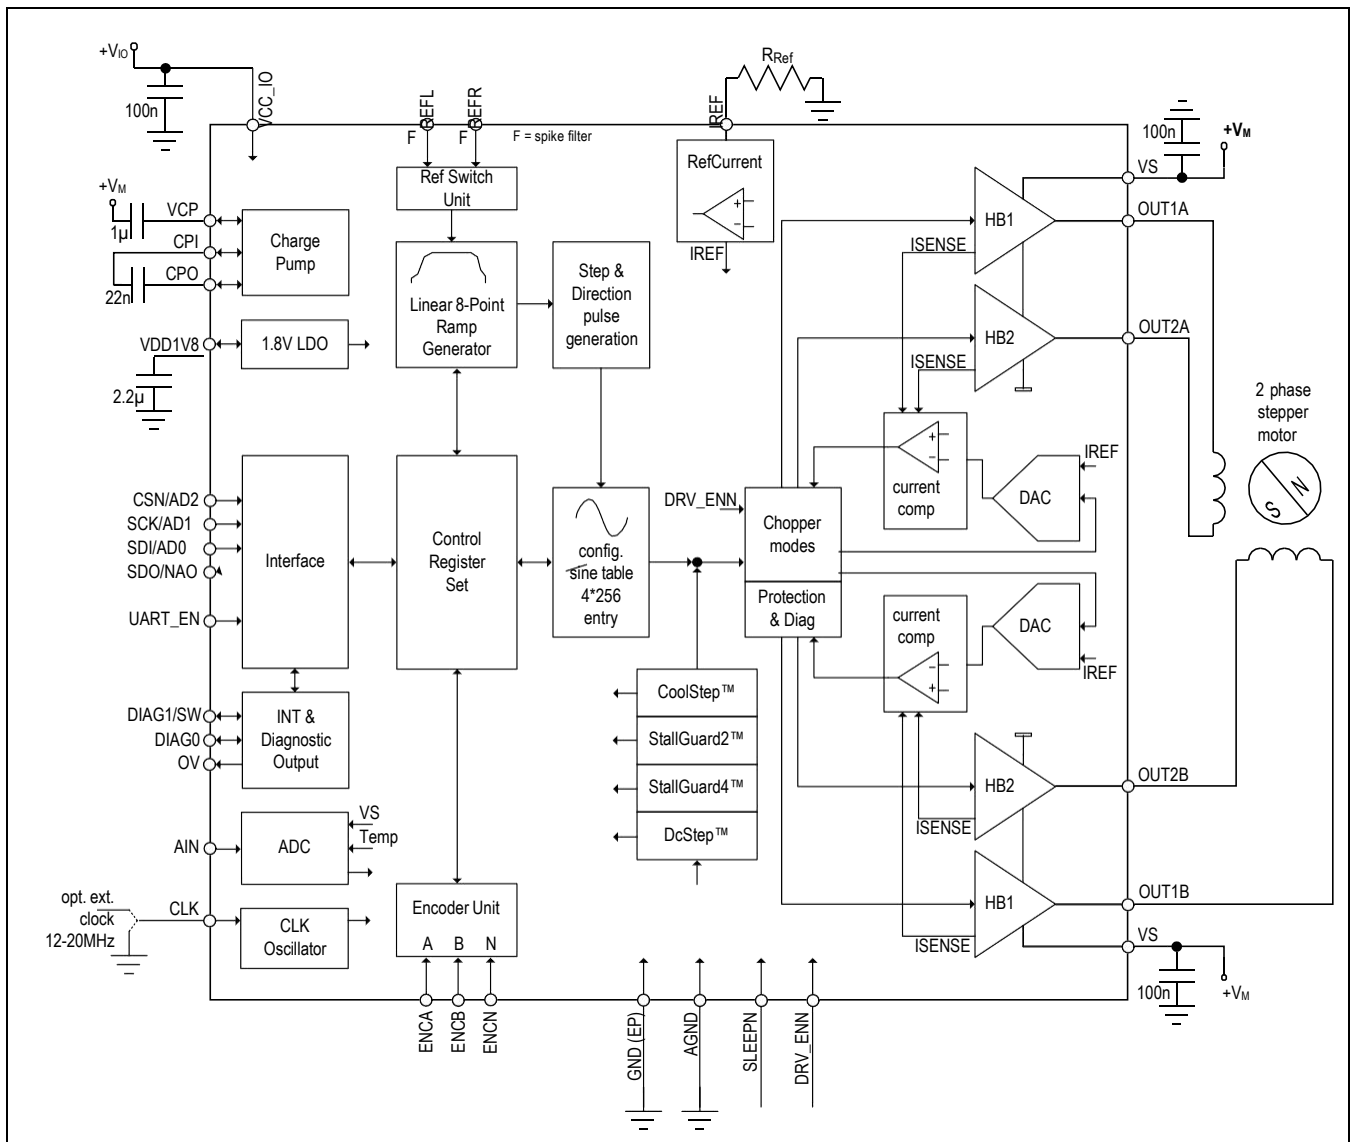 +VIO
100n
VCC_IO
REFL
REFR
F
F
F = spike filter
Ref Switch
Unit
IREF
RRef
RefCurrent
+
−
IREF
100n
+VM
VS
+VM
VCP
1µ
CPI
CPO
22n
Charge
Pump
VDD1V8
2.2µ
1.8V LDO
Linear 8-Point
Ramp
Generator
Step &
Direction
pulse
generation
HB1
ISENSE
OUT1A
HB2
ISENSE
OUT2A
2 phase
stepper
motor
S
N
+
−
current
comp
DAC
IREF
CSN/AD2
SCK/AD1
SDI/AD0
SDO/NAO
UART_EN
Interface
Control
Register
Set
config.
sine table
4*256
entry
DRV_ENN
Chopper
modes
Protection
& Diag
current
comp
−
+
DAC
IREF
DIAG1/SW
DIAG0
OV
INT &
Diagnostic
Output
CoolStep™
StallGuard2™
StallGuard4™
DcStep™
HB2
ISENSE
OUT2B
AIN
ADC
VS
Temp
opt. ext.
clock
12-20MHz
CLK
CLK
Oscillator
Encoder Unit
A
B
N
HB1
ISENSE
OUT1B
VS
100n
+VM
ENCA
ENCB
ENCN
GND (EP)
AGND
SLEEPN
DRV_ENN